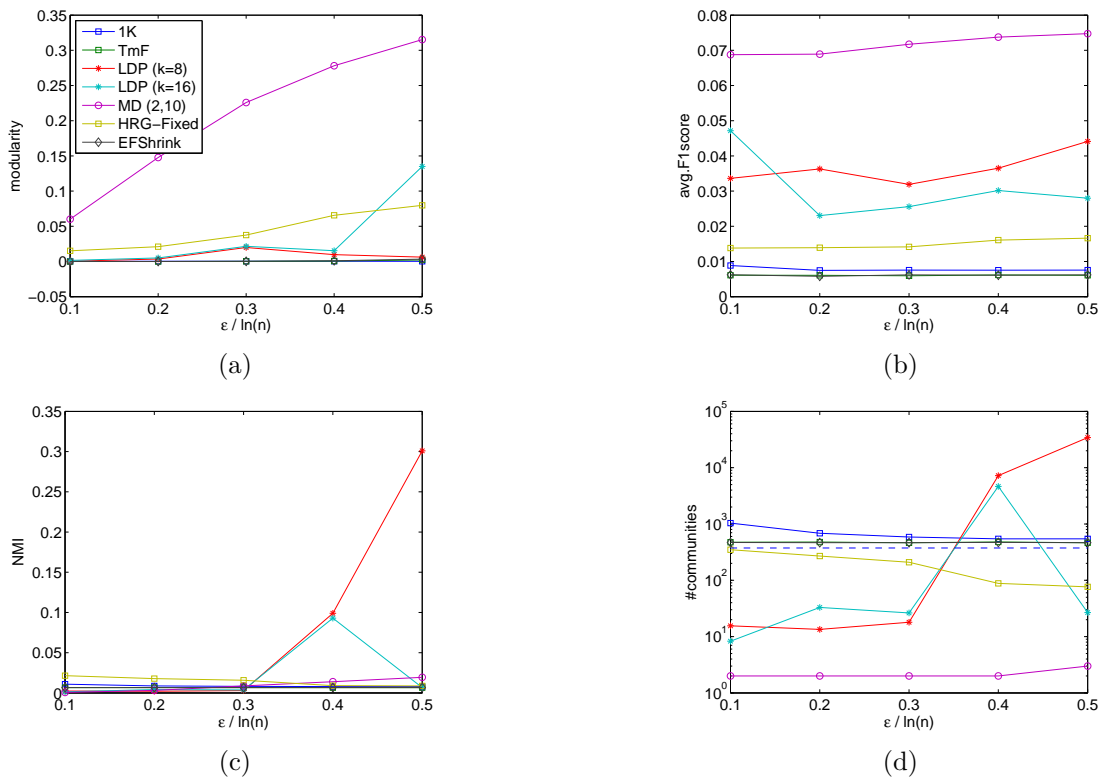 0.35
0.3
0.25
0.2
0.15
0.1
0.05
0
−0.05
modularity
1K
TmF
LDP (k=8)
LDP (k=16)
MD (2,10)
HRG−Fixed
EFShrink
0.1 0.2 0.3 0.4 0.5
ε / ln(n)
(a)
0.08
0.07
0.06
0.05
0.04
0.03
0.02
0.01
0
avg.F1score
0.1 0.2 0.3 0.4 0.5
ε / ln(n)
(b)
0.35
0.3
0.25
0.2
0.15
0.1
0.05
0
NMI
0.1 0.2 0.3 0.4 0.5
ε / ln(n)
(c)
10^5
10^4
10^3
10^2
10^1
10^0
#communities
0.1 0.2 0.3 0.4 0.5
ε / ln(n)
(d)